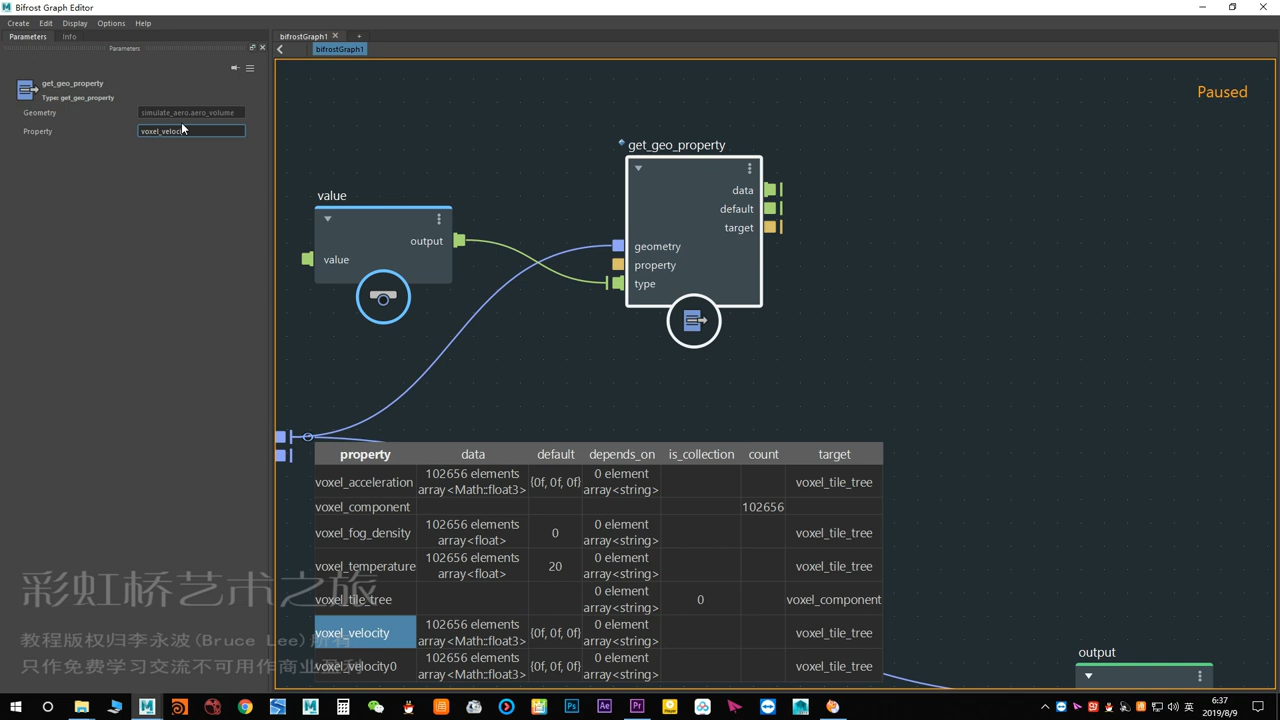 Bifrost Graph Editor
Create Edit Display Options Help
Parameters Info
Parameters
get_geo_property
Type: get_geo_property
Geometry simulate_aero.aero_volume
Property voxel_veloci
bifrostGraph1
bifrostGraph1
Paused
get_geo_property
data
default
target
geometry
property
type
value
output
value
property data default depends_on is_collection count target
voxel_acceleration 102656 elements array<Math::float3> {0f, 0f, 0f} 0 element array<string> voxel_tile_tree
voxel_component 102656
voxel_fog_density 102656 elements array<float> 0 0 element array<string> voxel_tile_tree
voxel_temperature 102656 elements array<float> 20 0 element array<string> voxel_tile_tree
voxel_tile_tree 0 element array<string> 0 voxel_component
voxel_velocity 102656 elements array<Math::float3> {0f, 0f, 0f} 0 element array<string> voxel_tile_tree
voxel_velocity0 102656 elements array<Math::float3> {0f, 0f, 0f} 0 element array<string> voxel_tile_tree
output
彩虹桥艺术之旅
教程版权归李永波(Bruce Lee)所有
只作免费学习交流不可用作商业盈利
Ps
Ae
Pr
英
6:37
2019/8/9